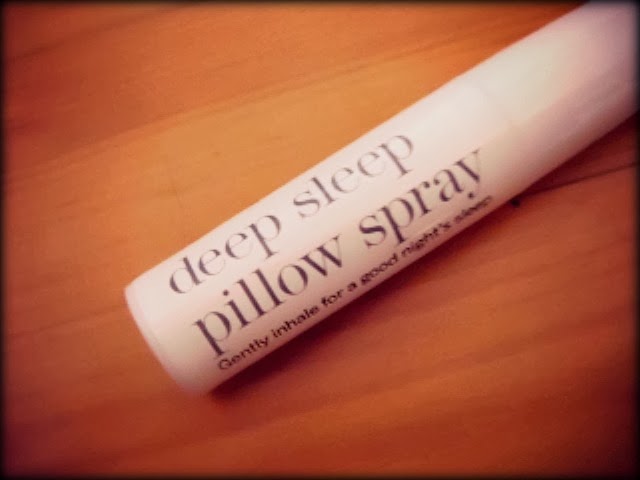 deep sleep
pillow spray
Gently inhale for a good night's sleep